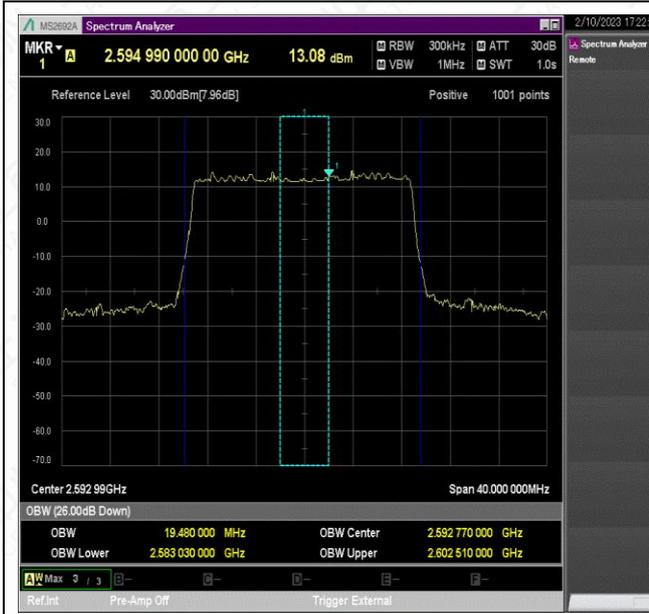 MS2692A Spectrum Analyzer
2/10/2023 17:22:
MKR 1 A 2.594 990 000 00 GHz 13.08 dBm
M RBW 300kHz M ATT 30dB
M VBW 1MHz M SWT 1.0s
Spectrum Analyzer
Remote
Reference Level 30.00dBm[7.96dB] Positive 1001 points
1
30.0
20.0
1
10.0
0.0
-10.0
-20.0
-30.0
-40.0
-50.0
-60.0
-70.0
Center 2.592 99GHz Span 40.000 000MHz
OBW (26.00dB Down)
OBW 19.480 000 MHz OBW Center 2.592 770 000 GHz
OBW Lower 2.583 030 000 GHz OBW Upper 2.602 510 000 GHz
A W Max 3 / 3 B- C- D- E- F-
Ref.Int Pre-Amp Off Trigger External